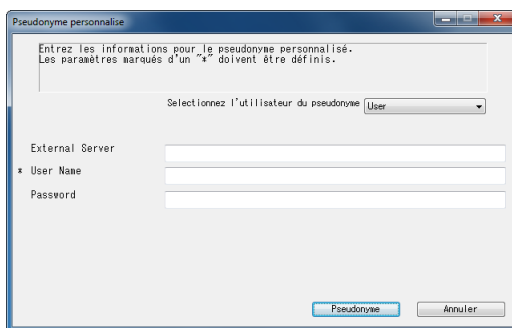 Pseudonyme personnalise
Entrez les informations pour le pseudonyme personnalisé.
Les paramètres marqués d'un "*" doivent être définis.
Selectionnez l'utilisateur du pseudonyme User
External Server
* User Name
Password
Pseudonyme Annuler